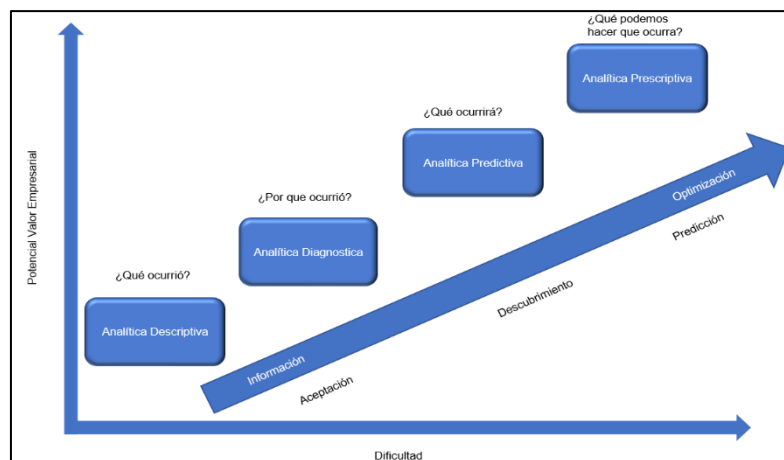 ¿Qué podemos
hacer que ocurra?
Analítica Prescriptiva
¿Qué ocurrirá?
Analítica Predictiva
¿Por que ocurrió?
Analítica Diagnostica
¿Qué ocurrió?
Analítica Descriptiva
Potencial Valor Empresarial
Información
Optimización
Aceptación
Descubrimiento
Predicción
Dificultad